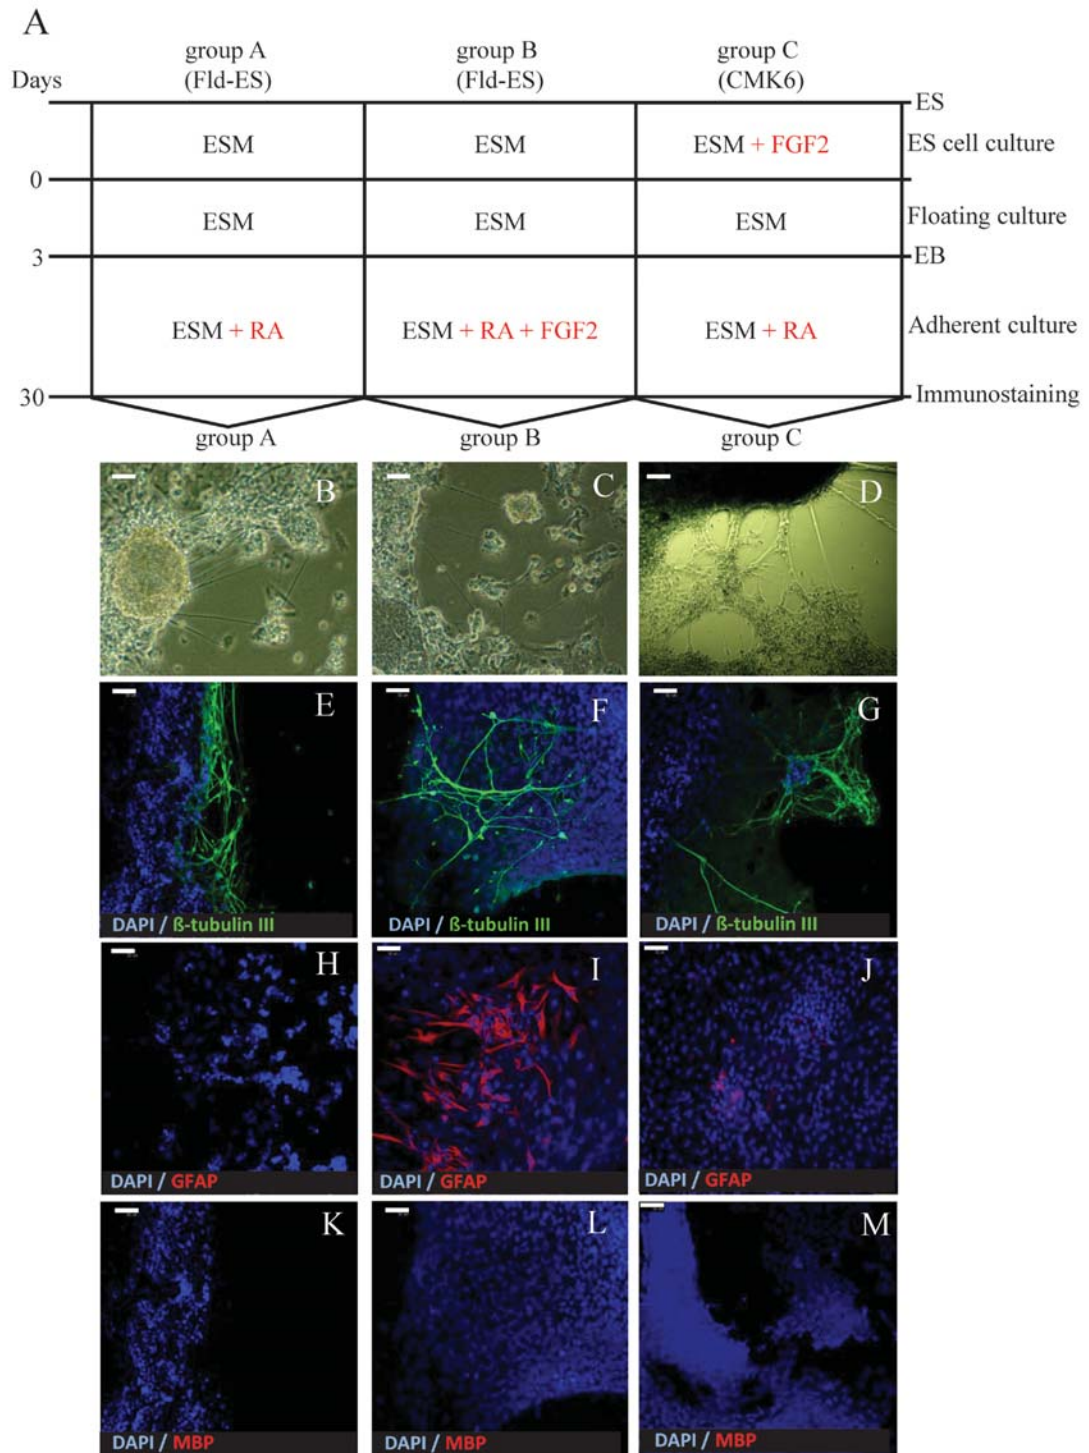 A
group A
(Fld-ES)
group B
(Fld-ES)
group C
(CMK6)
Days
ES
ESM
ESM
ESM + FGF2
ES cell culture
0
ESM
ESM
ESM
Floating culture
3
EB
ESM + RA
ESM + RA + FGF2
ESM + RA
Adherent culture
30
Immunostaining
group A
group B
group C
B
C
D
E
F
G
DAPI / ß-tubulin III
DAPI / ß-tubulin III
DAPI / ß-tubulin III
H
I
J
DAPI / GFAP
DAPI / GFAP
DAPI / GFAP
K
L
M
DAPI / MBP
DAPI / MBP
DAPI / MBP